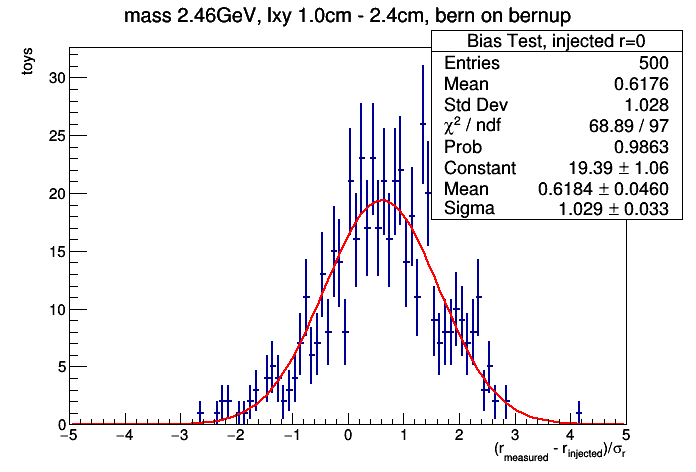 mass 2.46GeV, lxy 1.0cm - 2.4cm, bern on bernup
Bias Test, injected r=0
Entries 500
Mean 0.6176
Std Dev 1.028
χ² / ndf 68.89 / 97
Prob 0.9863
Constant 19.39 ± 1.06
Mean 0.6184 ± 0.0460
Sigma 1.029 ± 0.033
toys
30
25
20
15
10
5
0
−5 −4 −3 −2 −1 0 1 2 3 4 5
(r_measured - r_injected)/σ_r